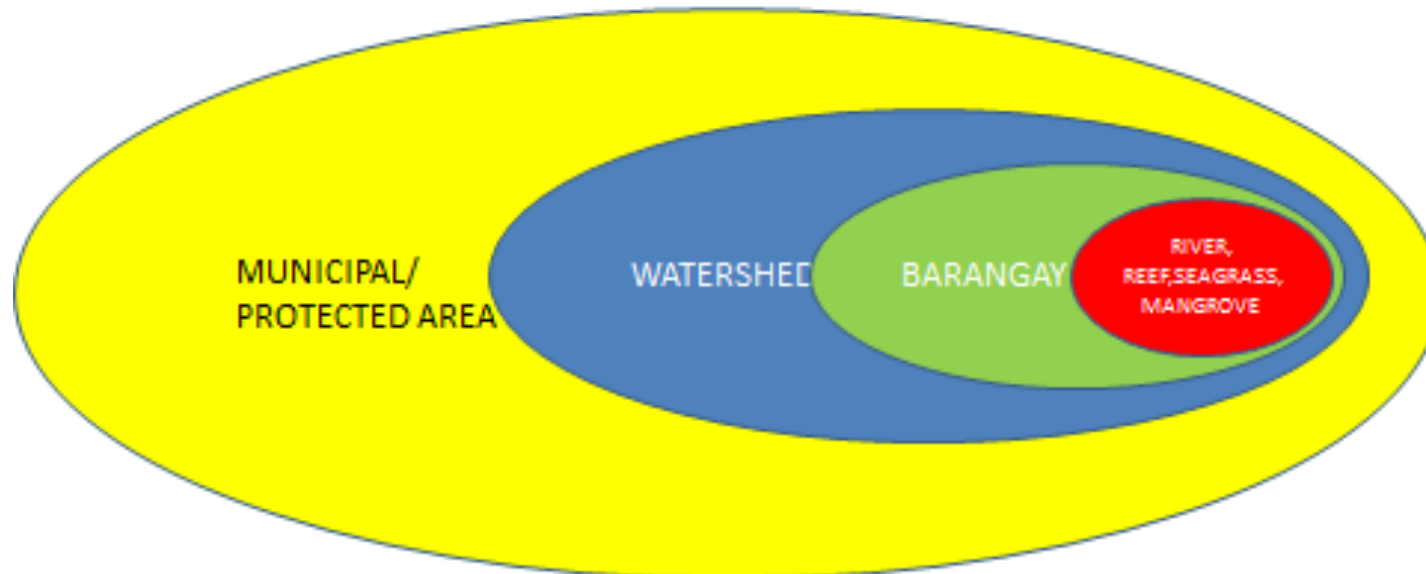 MUNICIPAL/
PROTECTED AREA
WATERSHED
BARANGAY
RIVER,
REEF,SEAGRASS,
MANGROVE